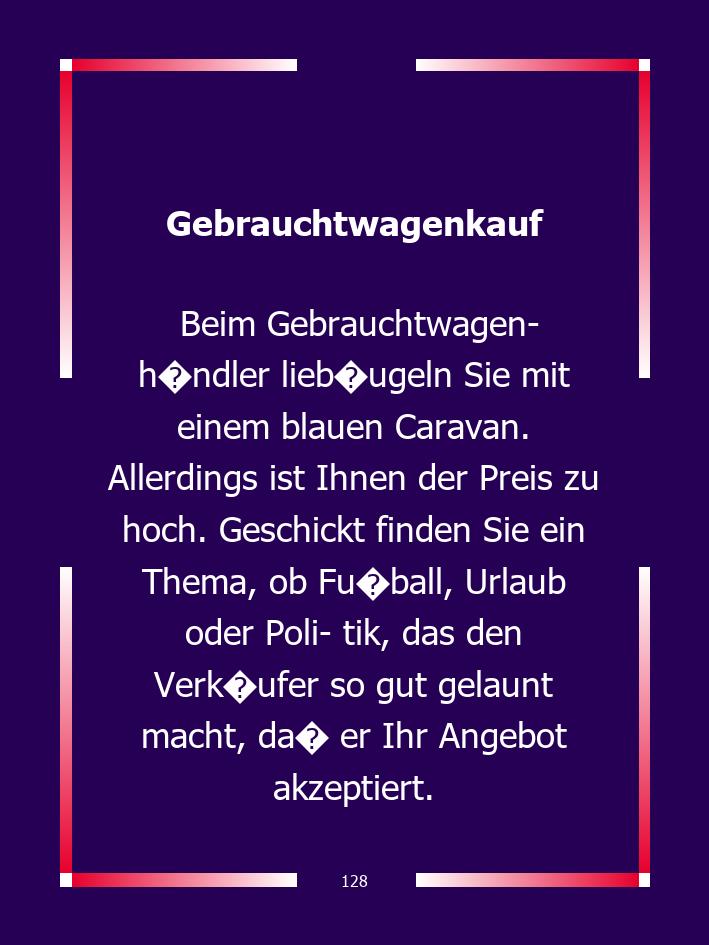 Gebrauchtwagenkauf
Beim Gebrauchtwagen-
h�ndler lieb�ugeln Sie mit
einem blauen Caravan.
Allerdings ist Ihnen der Preis zu
hoch. Geschickt finden Sie ein
Thema, ob Fu�ball, Urlaub
oder Poli- tik, das den
Verk�ufer so gut gelaunt
macht, da� er Ihr Angebot
akzeptiert.
128